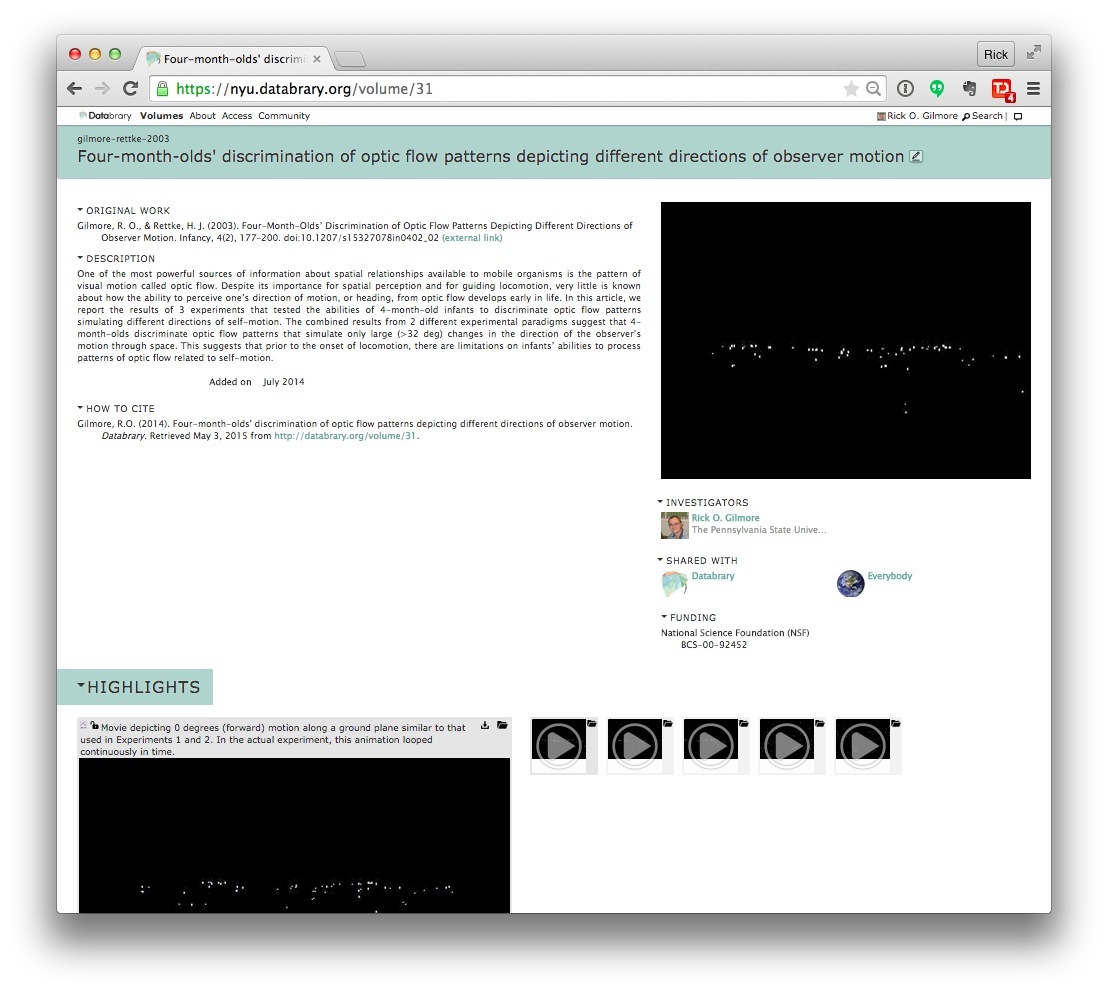 Four-month-olds' discrimi
Rick
https://nyu.databrary.org/volume/31
4
Databrary Volumes About Access Community
Rick O. Gilmore Search |
gilmore-rettke-2003
Four-month-olds' discrimination of optic flow patterns depicting different directions of observer motion
ORIGINAL WORK
Gilmore, R. O., & Rettke, H. J. (2003). Four-Month-Olds' Discrimination of Optic Flow Patterns Depicting Different Directions of
Observer Motion. Infancy, 4(2), 177-200. doi:10.1207/s15327078in0402_02 (external link)
DESCRIPTION
One of the most powerful sources of information about spatial relationships available to mobile organisms is the pattern of
visual motion called optic flow. Despite its importance for spatial perception and for guiding locomotion, very little is known
about how the ability to perceive one's direction of motion, or heading, from optic flow develops early in life. In this article, we
report the results of 3 experiments that tested the abilities of 4-month-old infants to discriminate optic flow patterns
simulating different directions of self-motion. The combined results from 2 different experimental paradigms suggest that 4-
month-olds discriminate optic flow patterns that simulate only large (>32 deg) changes in the direction of the observer's
motion through space. This suggests that prior to the onset of locomotion, there are limitations on infants' abilities to process
patterns of optic flow related to self-motion.
Added on July 2014
HOW TO CITE
Gilmore, R.O. (2014). Four-month-olds' discrimination of optic flow patterns depicting different directions of observer motion.
Databrary. Retrieved May 3, 2015 from http://databrary.org/volume/31.
INVESTIGATORS
Rick O. Gilmore
The Pennsylvania State Unive...
SHARED WITH
Databrary
Everybody
FUNDING
National Science Foundation (NSF)
BCS-00-92452
HIGHLIGHTS
Movie depicting 0 degrees (forward) motion along a ground plane similar to that
used in Experiments 1 and 2. In the actual experiment, this animation looped
continuously in time.